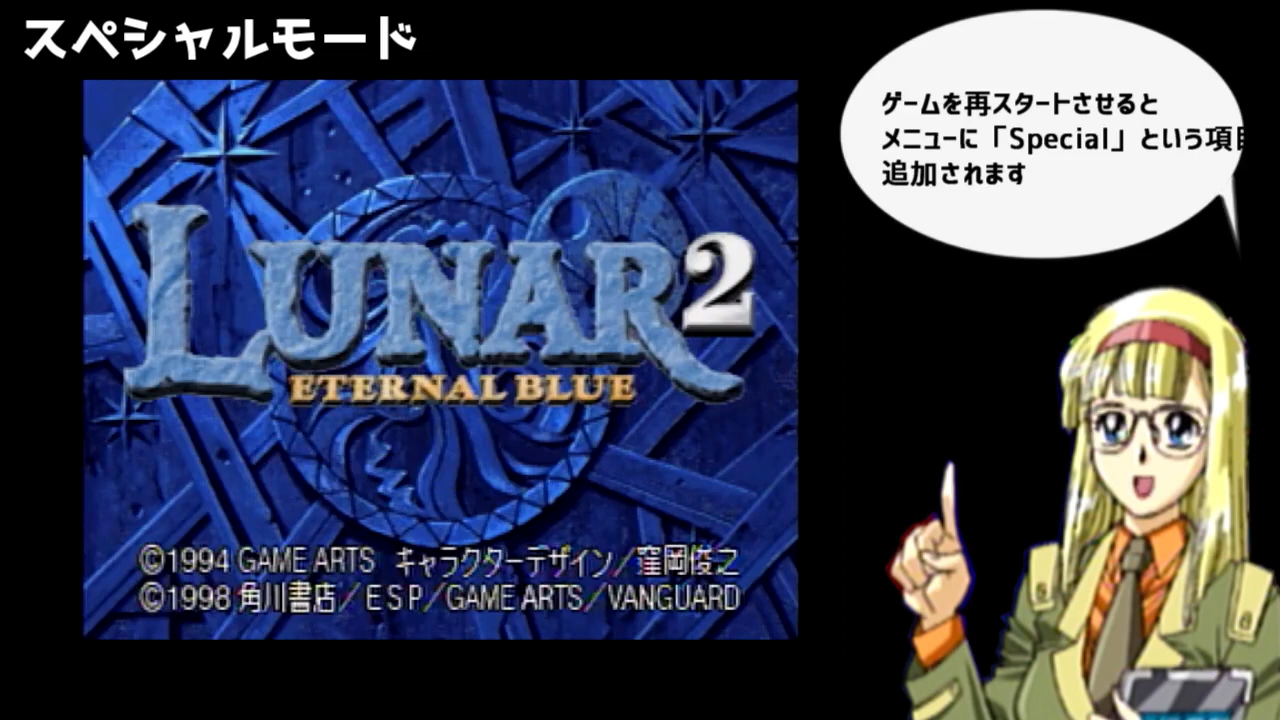 スペシャルモード
ゲームを再スタートさせると
メニューに「Special」という項目
追加されます
LUNAR 2
ETERNAL BLUE
©1994 GAME ARTS キャラクターデザイン/窪岡俊之
©1998 角川書店/ESP/GAME ARTS/VANGUARD